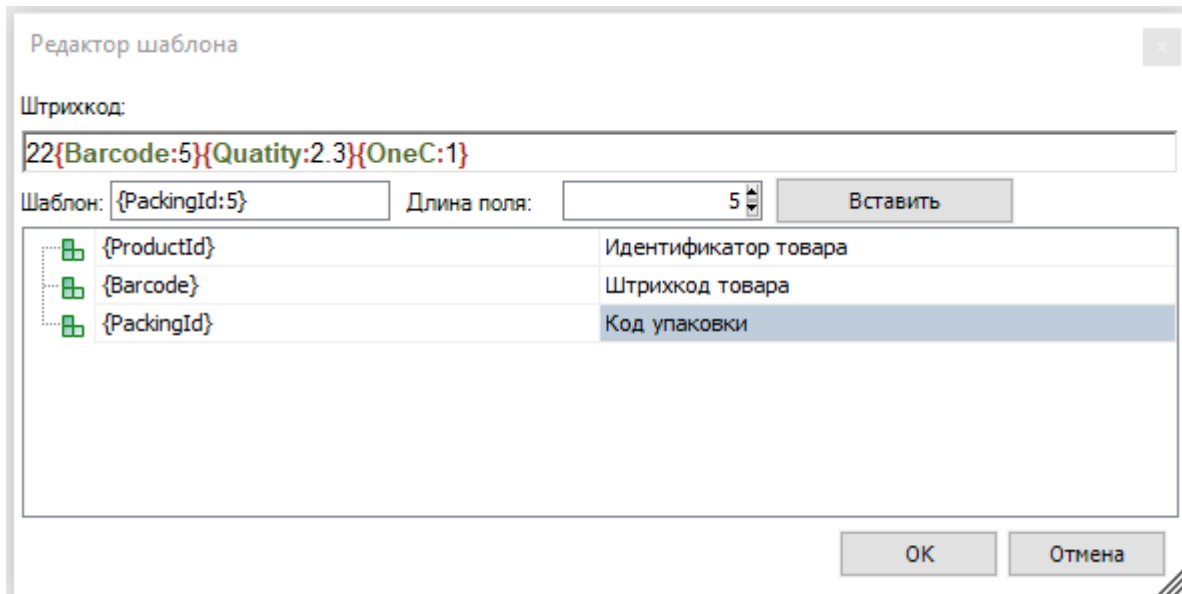 Редактор шаблона
x
Штрихкод:
22{Barcode:5}{Quatity:2.3}{OneC:1}
Шаблон: {PackingId:5} Длина поля: 5 Вставить
{ProductId} Идентификатор товара
{Barcode} Штрихкод товара
{PackingId} Код упаковки
OK Отмена